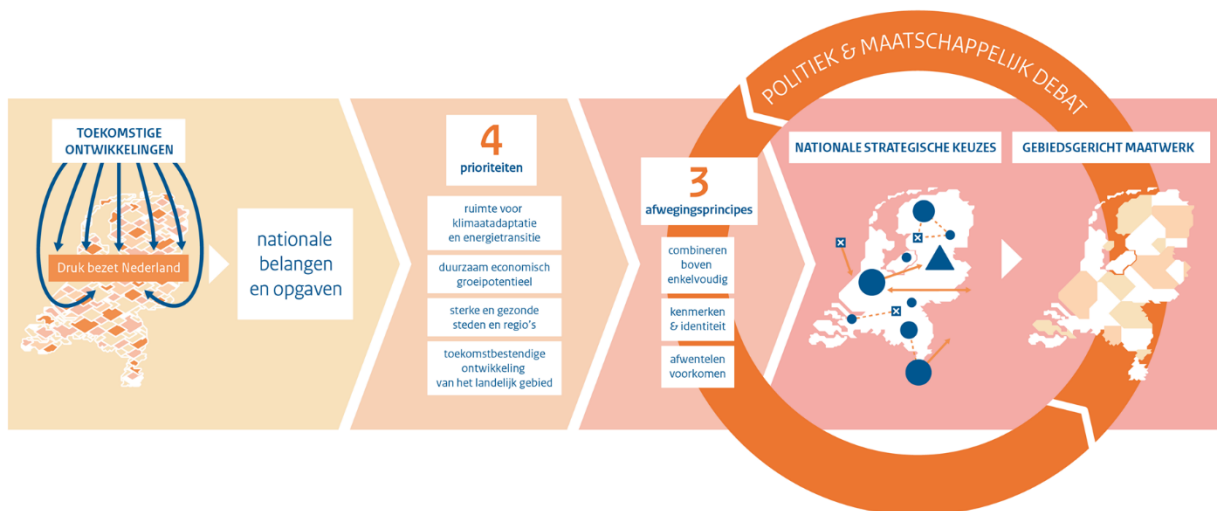 TOEKOMSTIGE
ONTWIKKELINGEN
Druk bezet Nederland
nationale
belangen
en opgaven
4
prioriteiten
ruimte voor
klimaatadaptatie
en energietransitie
duurzaam economisch
groeipotentieel
sterke en gezonde
steden en regio's
toekomstbestendige
ontwikkeling
van het landelijk gebied
3
afwegingsprincipes
combineren
boven
enkelvoudig
kenmerken
& identiteit
afwentelen
voorkomen
POLITIEK & MAATSCHAPPELIJK DEBAT
NATIONALE STRATEGISCHE KEUZES
GEBIEDSGERICHT MAATWERK